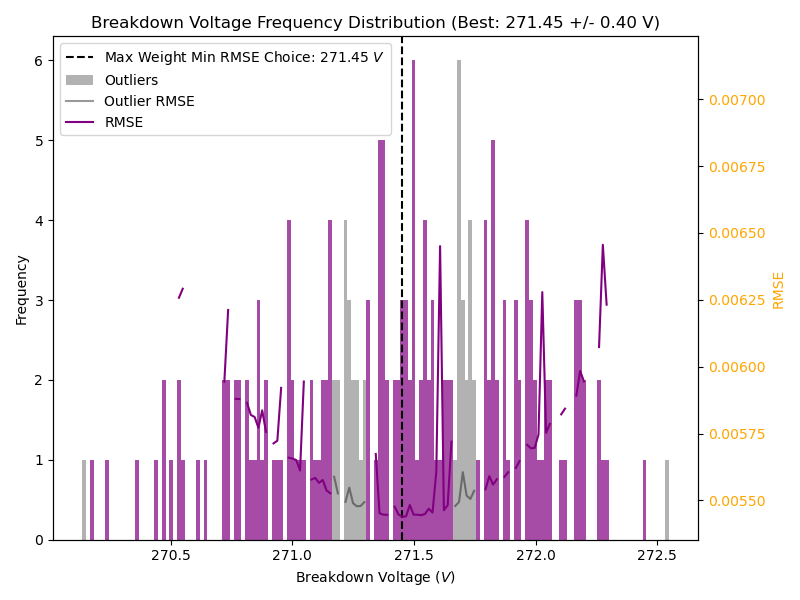 Breakdown Voltage Frequency Distribution (Best: 271.45 +/- 0.40 V)
Max Weight Min RMSE Choice: 271.45 V
Outliers
Outlier RMSE
RMSE
6
5
4
3
2
1
0
Frequency
0.00700
0.00675
0.00650
0.00625
0.00600
0.00575
0.00550
RMSE
270.5
271.0
271.5
272.0
272.5
Breakdown Voltage (V)